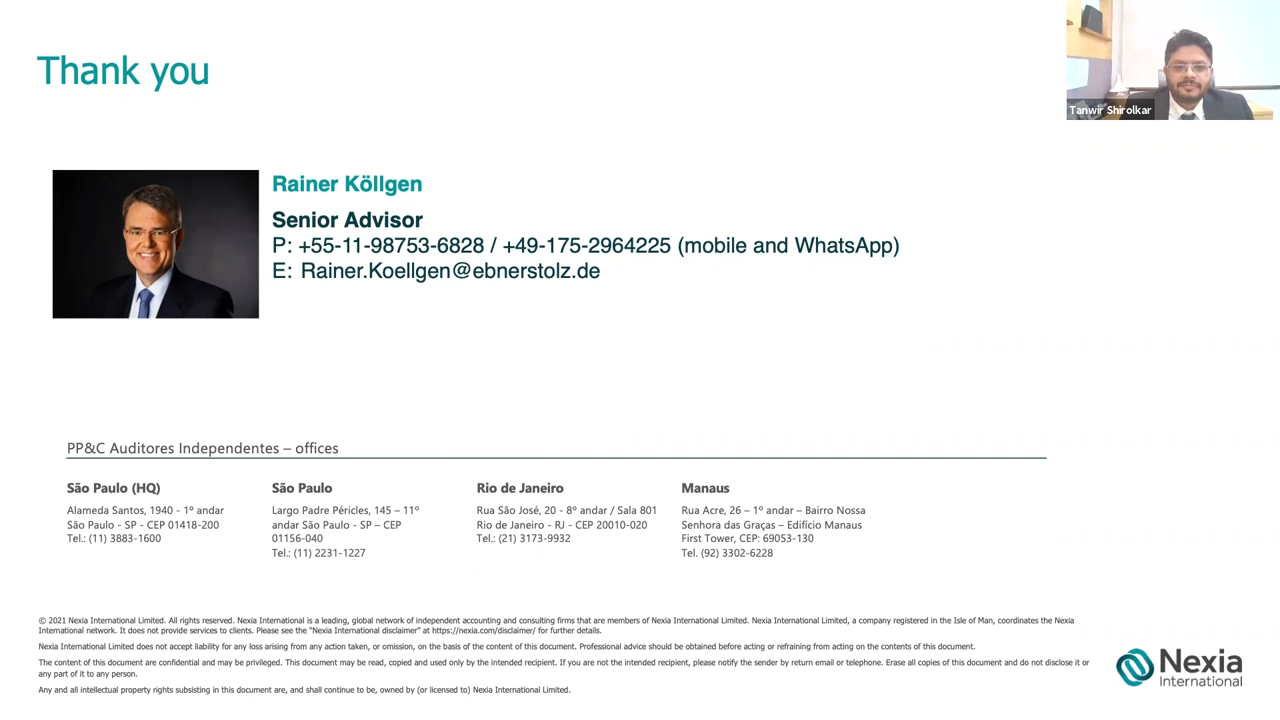 Thank you
Tanwir Shirolkar
Rainer Köllgen
Senior Advisor
P: +55-11-98753-6828 / +49-175-2964225 (mobile and WhatsApp)
E: Rainer.Koellgen@ebnerstolz.de
PP&C Auditores Independentes – offices
São Paulo (HQ)
Alameda Santos, 1940 - 1º andar
São Paulo - SP - CEP 01418-200
Tel.: (11) 3883-1600
São Paulo
Largo Padre Péricles, 145 – 11º
andar São Paulo - SP – CEP
01156-040
Tel.: (11) 2231-1227
Rio de Janeiro
Rua São José, 20 - 8º andar / Sala 801
Rio de Janeiro - RJ - CEP 20010-020
Tel.: (21) 3173-9932
Manaus
Rua Acre, 26 – 1º andar – Bairro Nossa
Senhora das Graças – Edifício Manaus
First Tower, CEP: 69053-130
Tel. (92) 3302-6228
© 2021 Nexia International Limited. All rights reserved. Nexia International is a leading, global network of independent accounting and consulting firms that are members of Nexia International Limited. Nexia International Limited, a company registered in the Isle of Man, coordinates the Nexia
International network. It does not provide services to clients. Please see the “Nexia International disclaimer” at https://nexia.com/disclaimer/ for further details.
Nexia International Limited does not accept liability for any loss arising from any action taken, or omission, on the basis of the content of this document. Professional advice should be obtained before acting or refraining from acting on the contents of this document.
The content of this document are confidential and may be privileged. This document may be read, copied and used only by the intended recipient. If you are not the intended recipient, please notify the sender by return email or telephone. Erase all copies of this document and do not disclose it or
any part of it to any person.
Any and all intellectual property rights subsisting in this document are, and shall continue to be, owned by (or licensed to) Nexia International Limited.
Nexia
International